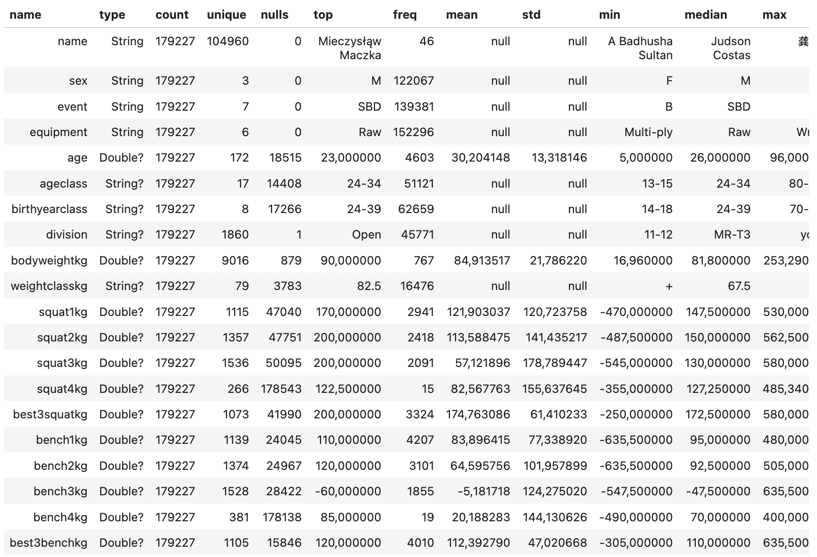 name type count unique nulls top freq mean std min median max
name String 179227 104960 0 Mieczysław Maczka 46 null null A Badhusha Sultan Judson Costas 龚
sex String 179227 3 0 M 122067 null null F M
event String 179227 7 0 SBD 139381 null null B SBD
equipment String 179227 6 0 Raw 152296 null null Multi-ply Raw Wr
age Double? 179227 172 18515 23,000000 4603 30,204148 13,318146 5,000000 26,000000 96,000
ageclass String? 179227 17 14408 24-34 51121 null null 13-15 24-34 80-
birthyearclass String? 179227 8 17266 24-39 62659 null null 14-18 24-39 70-
division String? 179227 1860 1 Open 45771 null null 11-12 MR-T3 yo
bodyweightkg Double? 179227 9016 879 90,000000 767 84,913517 21,786220 16,960000 81,800000 253,290
weightclasskg String? 179227 79 3783 82.5 16476 null null + 67.5
squat1kg Double? 179227 1115 47040 170,000000 2941 121,903037 120,723758 -470,000000 147,500000 530,000
squat2kg Double? 179227 1357 47751 200,000000 2418 113,588475 141,435217 -487,500000 150,000000 562,500
squat3kg Double? 179227 1536 50095 200,000000 2091 57,121896 178,789447 -545,000000 130,000000 580,000
squat4kg Double? 179227 266 178543 122,500000 15 82,567763 155,637645 -355,000000 127,250000 485,340
best3squatkg Double? 179227 1073 41990 200,000000 3324 174,763086 61,410233 -250,000000 172,500000 580,000
bench1kg Double? 179227 1139 24045 110,000000 4207 83,896415 77,338920 -635,500000 95,000000 480,000
bench2kg Double? 179227 1374 24967 120,000000 3101 64,595756 101,957899 -635,500000 92,500000 505,000
bench3kg Double? 179227 1528 28422 -60,000000 1855 -5,181718 124,275020 -547,500000 -47,500000 635,500
bench4kg Double? 179227 381 178138 85,000000 19 20,188283 144,130626 -490,000000 70,000000 400,000
best3benchkg Double? 179227 1105 15846 120,000000 4010 112,392790 47,020668 -305,000000 110,000000 635,500